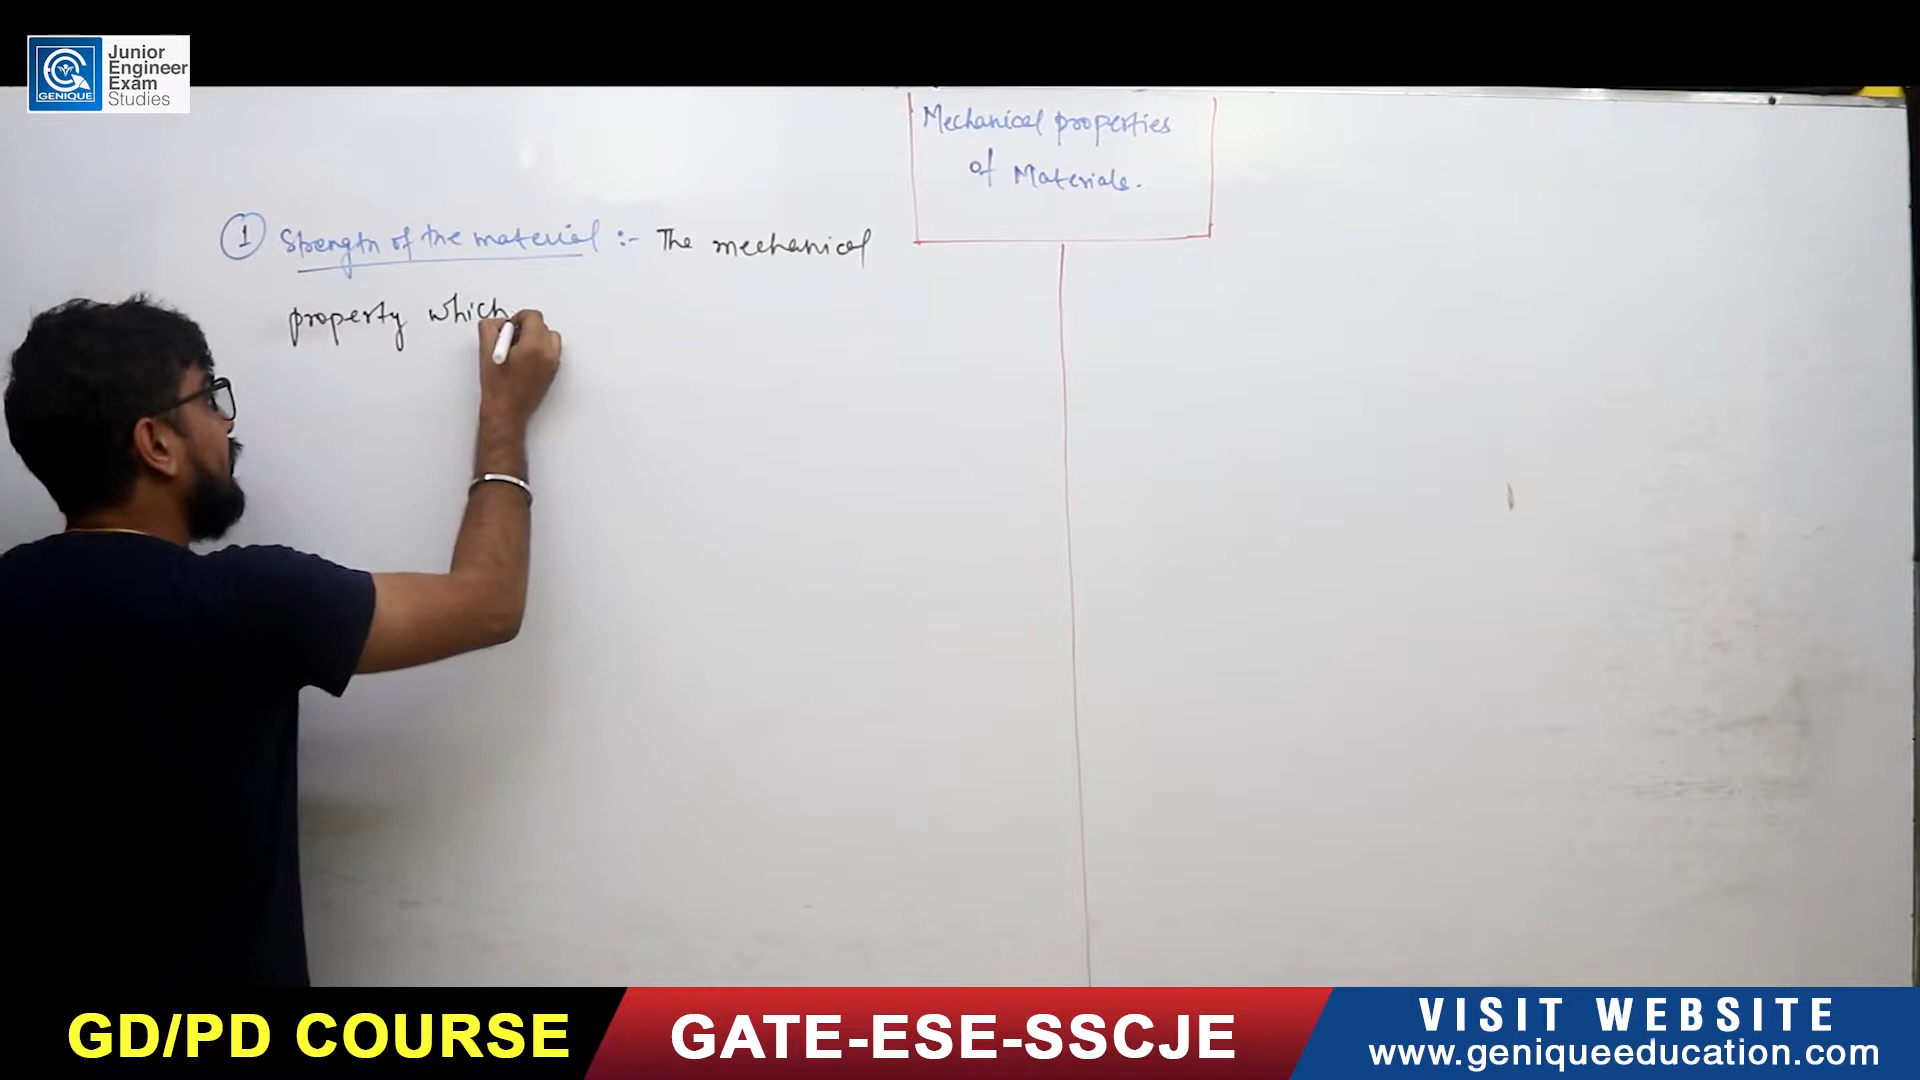 GENIQUE
Junior
Engineer
Exam
Studies
Mechanical properties
of Materials.
1 Strength of the material :- The mechanical
property which
GD/PD COURSE
GATE-ESE-SSCJE
VISIT WEBSITE
www.geniqueeducation.com